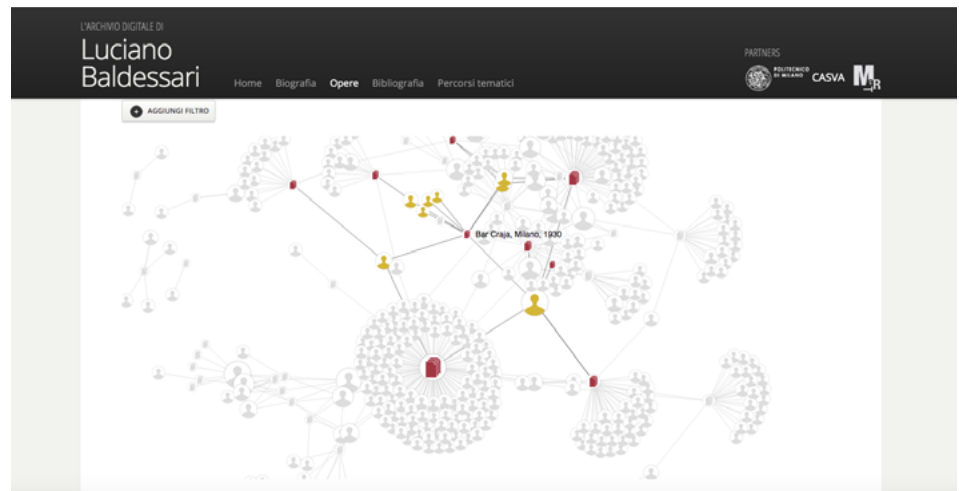 L'ARCHIVIO DIGITALE DI
Luciano
Baldessari
Home Biografia Opere Bibliografia Percorsi tematici
PARTNERS
POLITECNICO
DI MILANO
CASVA
M
R
AGGIUNGI FILTRO
Bar Craja, Milano, 1930